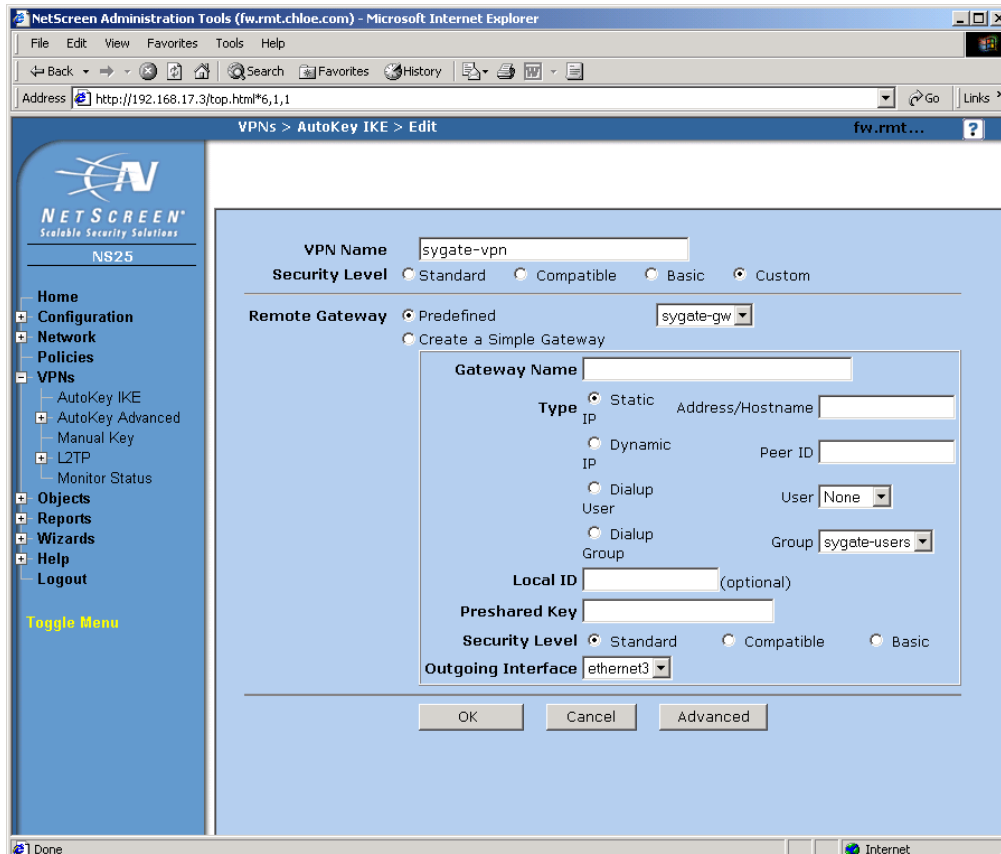 NetScreen Administration Tools (fw.rmt.chloe.com) - Microsoft Internet Explorer
File Edit View Favorites Tools Help
Back Search Favorites History
Address http://192.168.17.3/top.html*6,1,1 Go Links
VPNs > AutoKey IKE > Edit fw.rmt... ?
N
NETSCREEN
Scalable Security Solutions
NS25
Home
Configuration
Network
Policies
VPNs
AutoKey IKE
AutoKey Advanced
Manual Key
L2TP
Monitor Status
Objects
Reports
Wizards
Help
Logout
Toggle Menu
VPN Name sygate-vpn
Security Level Standard Compatible Basic Custom
Remote Gateway Predefined sygate-gw
Create a Simple Gateway
Gateway Name
Type Static IP Address/Hostname
Dynamic IP Peer ID
Dialup User User None
Dialup Group Group sygate-users
Local ID (optional)
Preshared Key
Security Level Standard Compatible Basic
Outgoing Interface ethernet3
OK Cancel Advanced
Done Internet